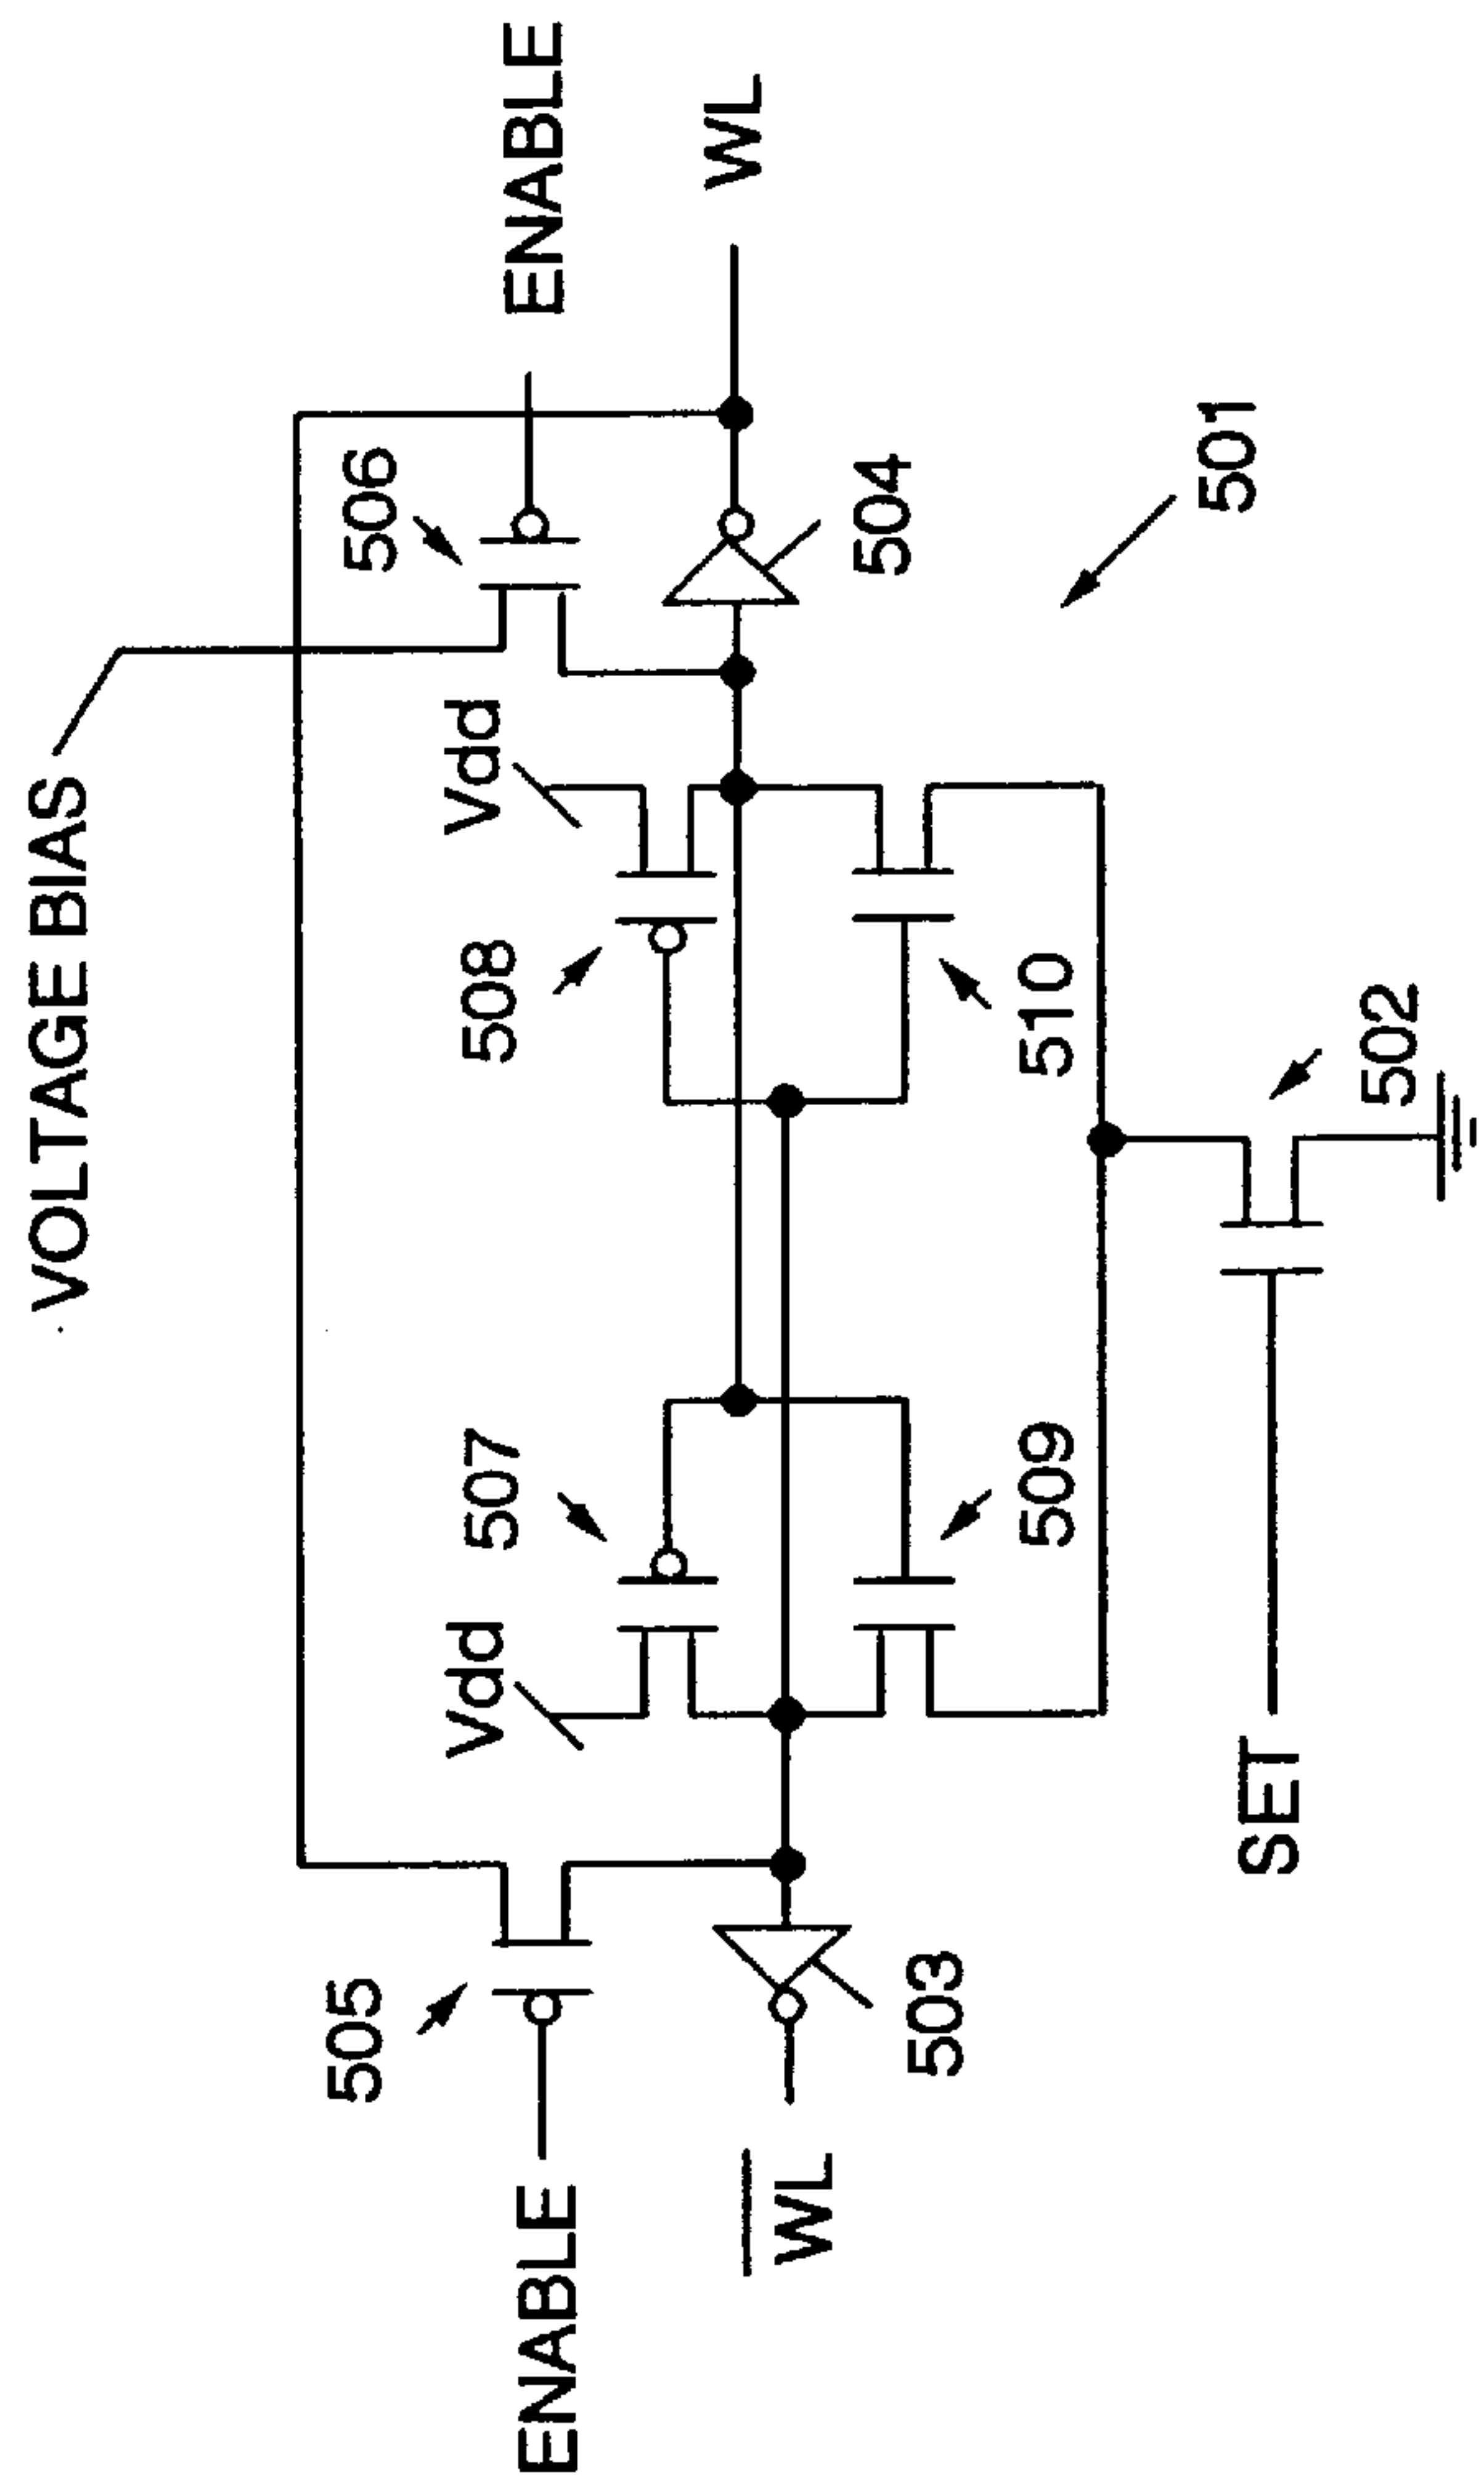 VOLTAGE BIAS
505
506
ENABLE
ENABLE
Vdd
507
508
Vdd
WL
WL
503
509
510
504
SET
502
501